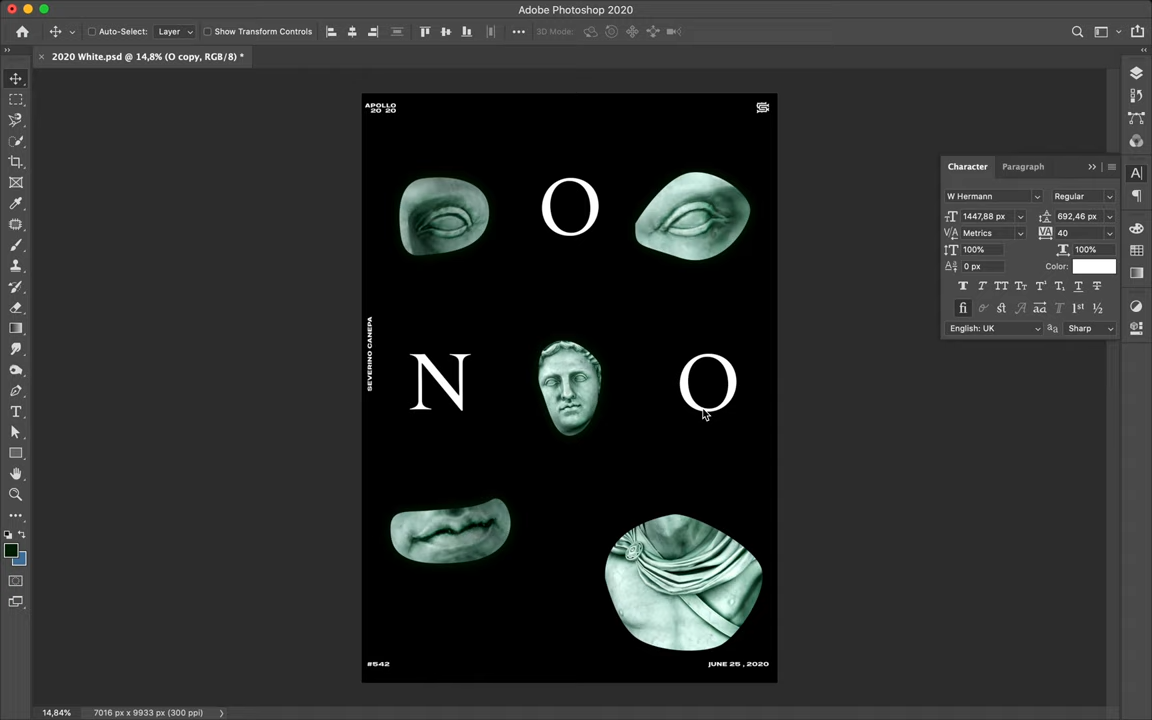 Adobe Photoshop 2020
Auto-Select:
Layer
Show Transform Controls
3D Mode:
2020 White.psd @ 14,8% (O copy, RGB/8) *
APOLLO
20 20
O
N
O
SEVERINO CANEPA
#542
JUNE 25 , 2020
Character
Paragraph
W Hermann
Regular
1447,88 px
692,46 px
Metrics
40
100%
100%
0 px
Color:
English: UK
Sharp
14,84%
7016 px x 9933 px (300 ppi)